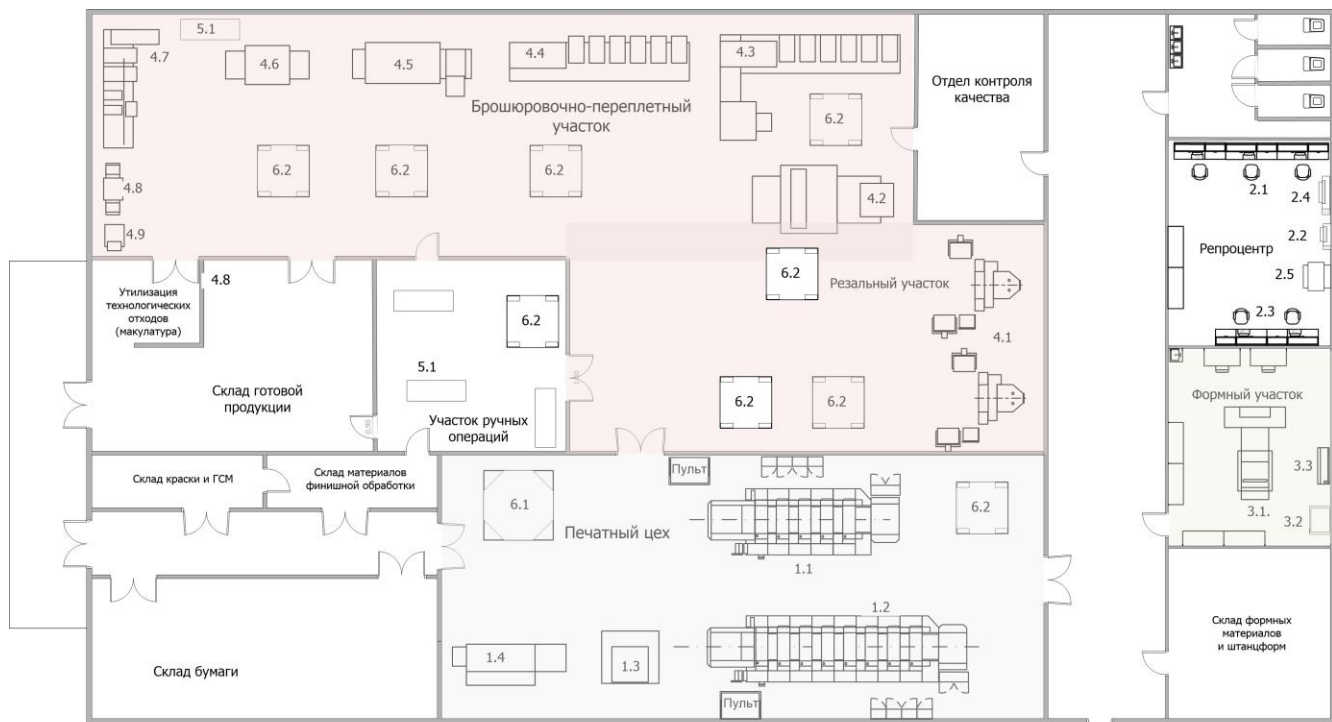 5.1
4.7
4.6
4.5
4.4
4.3
Брошюровочно-переплетный
участок
6.2
6.2
6.2
6.2
4.8
4.9
4.2
Отдел контроля
качества
2.1
2.4
2.2
Репроцентр
2.5
2.3
Утилизация
технологических
отходов
(макулатура)
4.8
6.2
5.1
Склад готовой
продукции
0.90
Участок ручных
операций
6.2
Резальный участок
4.1
6.2
6.2
Формный участок
3.3
3.1.
3.2
Склад краски и ГСМ
Склад материалов
финишной обработки
Пульт
6.1
Печатный цех
6.2
1.1
1.2
1.4
1.3
Пульт
Склад бумаги
Склад формных
материалов
и штанцформ